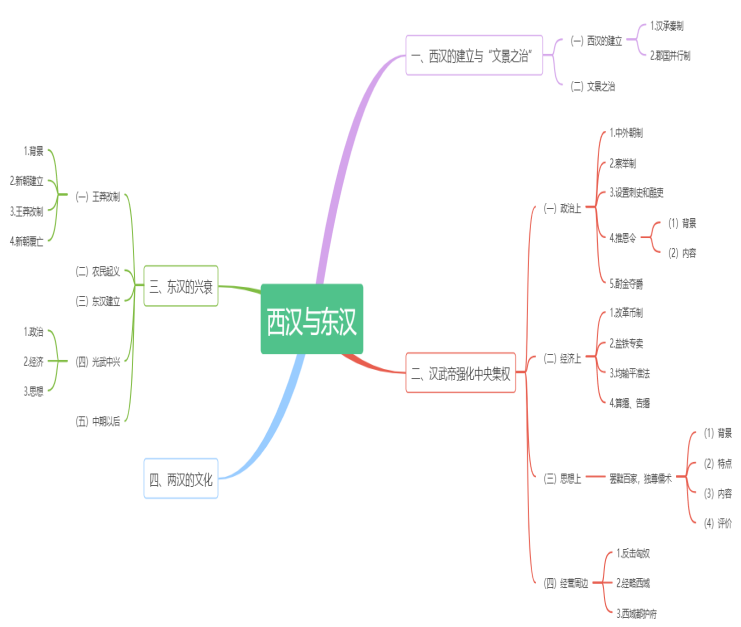 西汉与东汉
一、西汉的建立与“文景之治”
（一）西汉的建立
1.汉承秦制
2.郡国并行制
（二）文景之治
二、汉武帝强化中央集权
（一）政治上
1.中外朝制
2.察举制
3.设置刺史和酷吏
4.推恩令
（1）背景
（2）内容
5.酎金夺爵
（二）经济上
1.改革币制
2.盐铁专卖
3.均输平准法
4.算缗、告缗
（三）思想上
罢黜百家，独尊儒术
（1）背景
（2）特点
（3）内容
（4）评价
（四）经营周边
1.反击匈奴
2.经略西域
3.西域都护府
三、东汉的兴衰
（一）王莽改制
1.背景
2.新朝建立
3.王莽改制
4.新朝覆亡
（二）农民起义
（三）东汉建立
（四）光武中兴
1.政治
2.经济
3.思想
（五）中期以后
四、两汉的文化